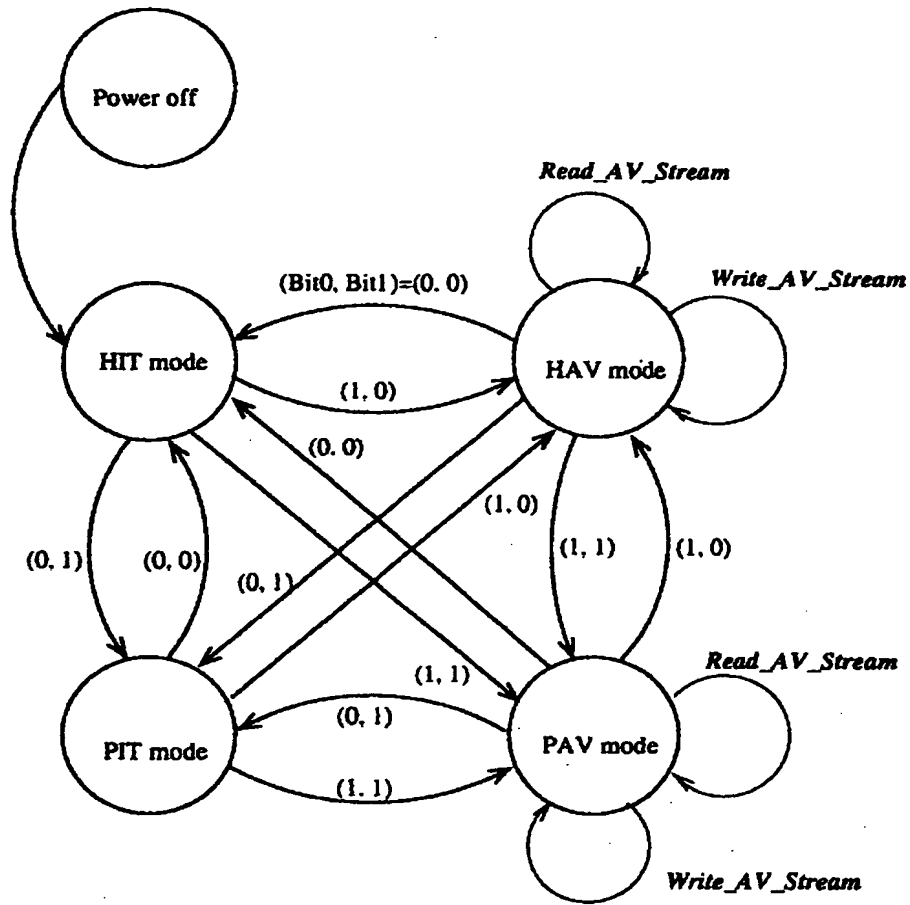 Power off
Read_AV_Stream
(Bit0, Bit1)=(0. 0)
Write_AV_Stream
HIT mode
HAV mode
(1, 0)
(0. 0)
(1, 0)
(0, 1)
(0, 0)
(0, 1)
(1, 1)
(1, 0)
Read_AV_Stream
(1, 1)
(0, 1)
PIT mode
PAV mode
(1. 1)
Write_AV_Stream